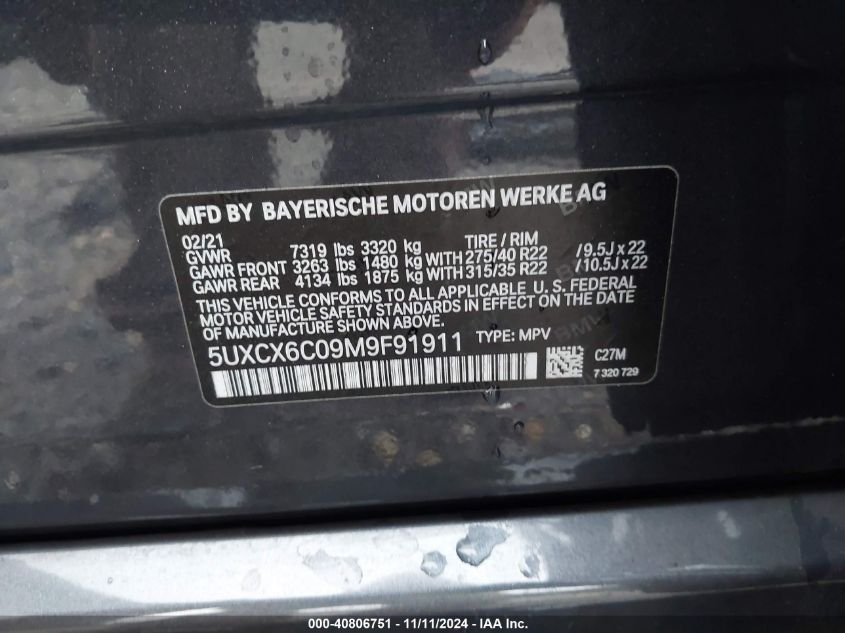 MFD BY BAYERISCHE MOTOREN WERKE AG
02/21
GVWR 7319 lbs 3320 kg TIRE / RIM
GAWR FRONT 3263 lbs 1480 kg WITH 275/40 R22 /9.5J x 22
GAWR REAR 4134 lbs 1875 kg WITH 315/35 R22 /10.5J x 22
THIS VEHICLE CONFORMS TO ALL APPLICABLE U. S. FEDERAL
MOTOR VEHICLE SAFETY STANDARDS IN EFFECT ON THE DATE
OF MANUFACTURE SHOWN ABOVE.
5UXCX6C09M9F91911 TYPE: MPV
C27M
7 320 729
000-40806751 - 11/11/2024 - IAA Inc.